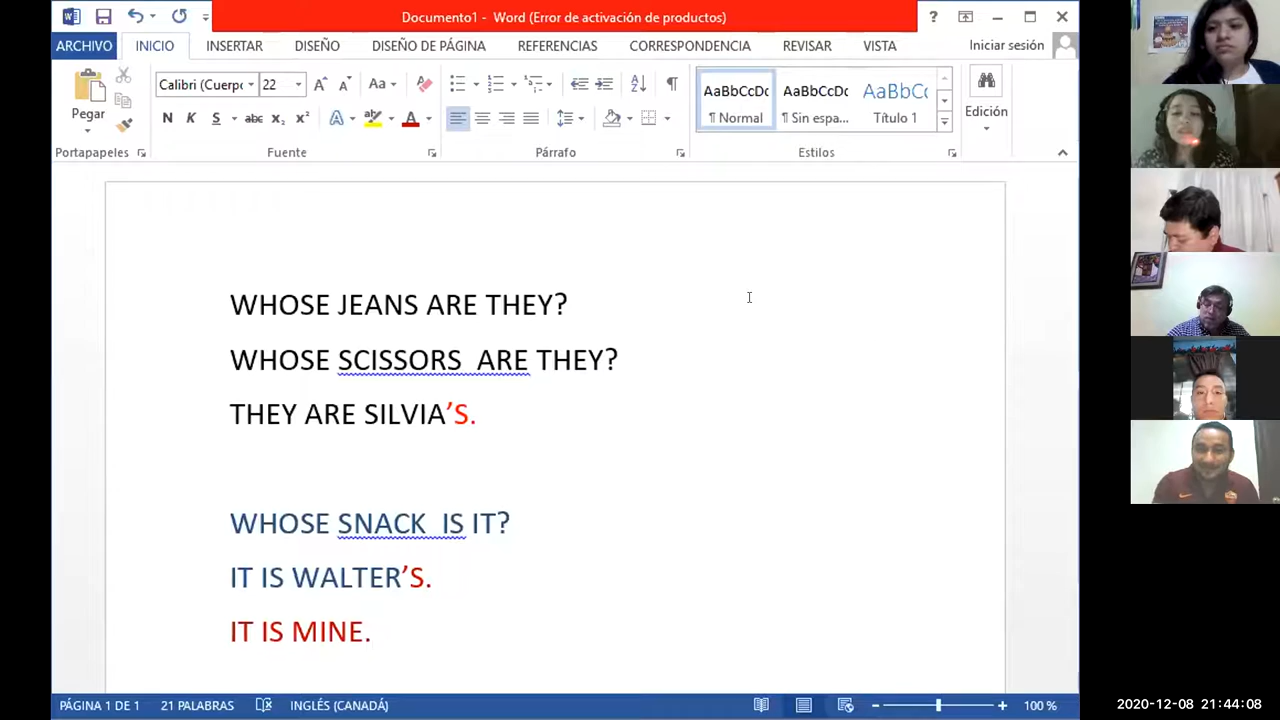 Documento1 - Word (Error de activación de productos)
ARCHIVO INICIO INSERTAR DISEÑO DISEÑO DE PÁGINA REFERENCIAS CORRESPONDENCIA REVISAR VISTA Iniciar sesión
Calibri (Cuerp 22 Aa
AaBbCcDc AaBbCcDc AaBbCc
Pegar N K S abc x₂ x² A A ¶ Normal ¶ Sin espa... Título 1 Edición
Portapapeles Fuente Párrafo Estilos
WHOSE JEANS ARE THEY?
WHOSE SCISSORS ARE THEY?
THEY ARE SILVIA’S.
WHOSE SNACK IS IT?
IT IS WALTER’S.
IT IS MINE.
PÁGINA 1 DE 1 21 PALABRAS INGLÉS (CANADÁ) 100 %
2020-12-08 21:44:08